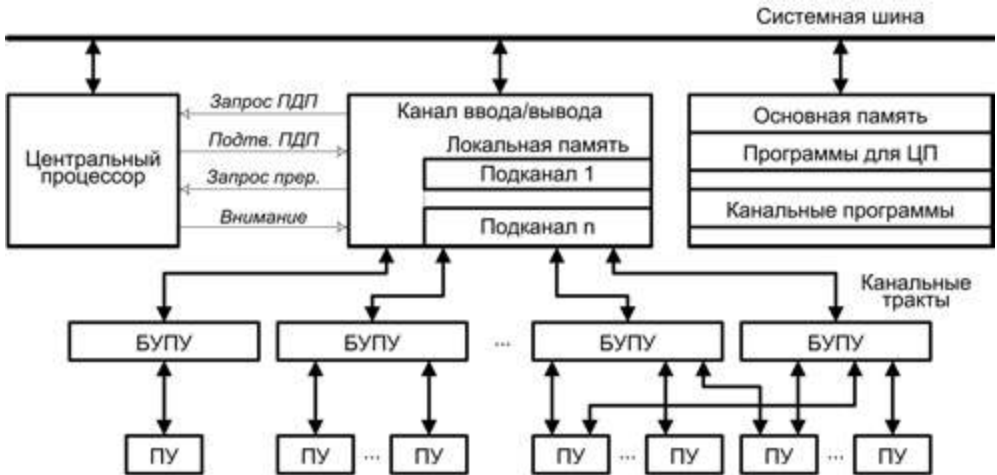 Системная шина
Центральный
процессор
Запрос ПДП
Подтв. ПДП
Запрос прер.
Внимание
Канал ввода/вывода
Локальная память
Подканал 1
Подканал n
Основная память
Программы для ЦП
Канальные программы
Канальные
тракты
БУПУ БУПУ ... БУПУ БУПУ
ПУ ПУ ... ПУ ПУ ... ПУ ПУ ... ПУ